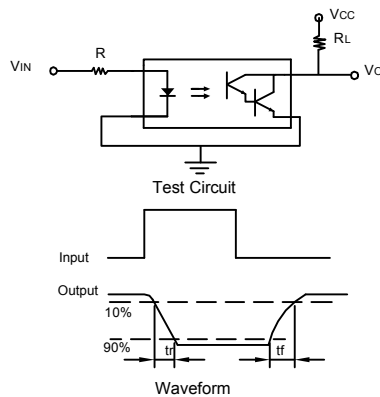 VCC
RL
R
VIN
VO
Test Circuit
Input
Output
10%
90%
tr
tf
Waveform